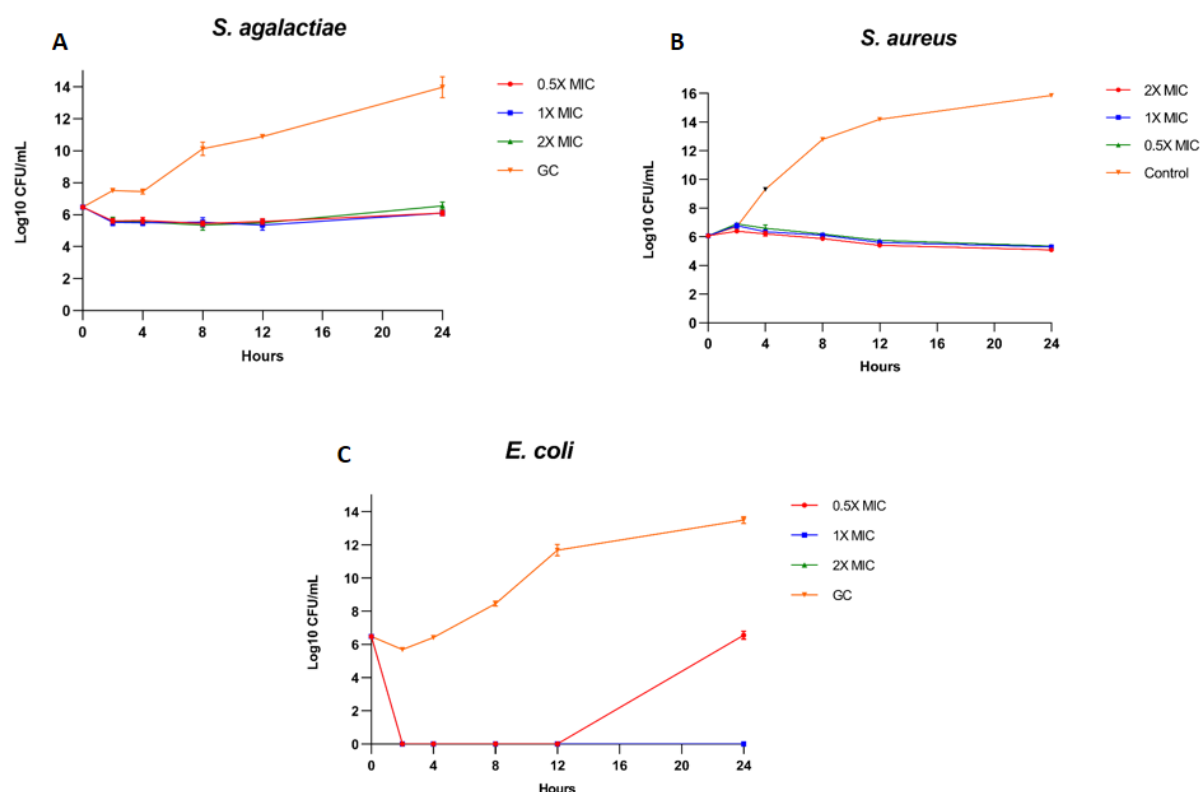 A
S. agalactiae
Log10 CFU/mL
14
12
10
8
6
4
2
0
0 4 8 12 16 20 24
Hours
0.5X MIC
1X MIC
2X MIC
GC
B
S. aureus
Log10 CFU/mL
16
14
12
10
8
6
4
2
0
0 4 8 12 16 20 24
Hours
2X MIC
1X MIC
0.5X MIC
Control
C
E. coli
Log10 CFU/mL
14
12
10
8
6
4
2
0
0 4 8 12 16 20 24
Hours
0.5X MIC
1X MIC
2X MIC
GC